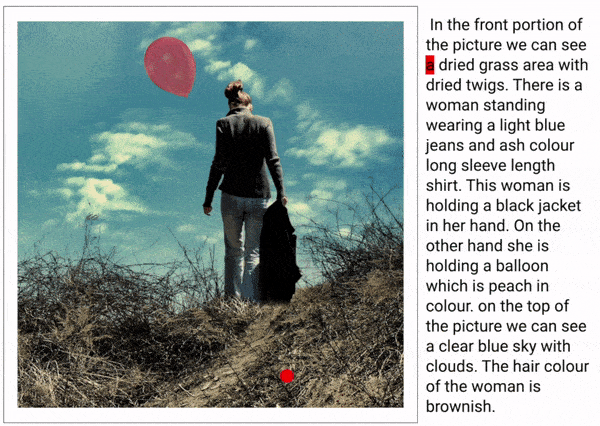 In the front portion of
the picture we can see
a dried grass area with
dried twigs. There is a
woman standing
wearing a light blue
jeans and ash colour
long sleeve length
shirt. This woman is
holding a black jacket
in her hand. On the
other hand she is
holding a balloon
which is peach in
colour. on the top of
the picture we can see
a clear blue sky with
clouds. The hair colour
of the woman is
brownish.